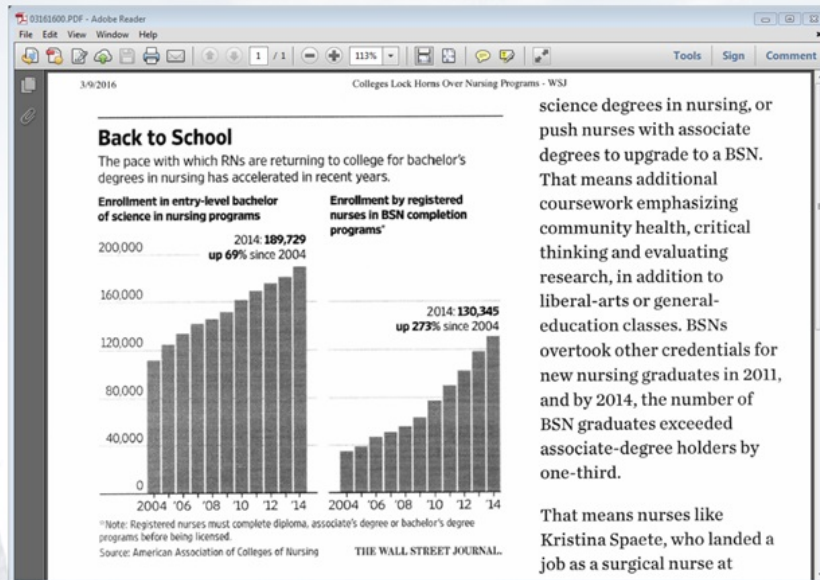 03161600.PDF - Adobe Reader
File Edit View Window Help
1 / 1 113% Tools Sign Comment
3/9/2016 Colleges Lock Horns Over Nursing Programs - WSJ
Back to School
The pace with which RNs are returning to college for bachelor's
degrees in nursing has accelerated in recent years.
Enrollment in entry-level bachelor
of science in nursing programs
2014: 189,729
up 69% since 2004
200,000
160,000
120,000
80,000
40,000
0
2004 '06 '08 '10 '12 '14
Enrollment by registered
nurses in BSN completion
programs*
2014: 130,345
up 273% since 2004
2004 '06 '08 '10 '12 '14
*Note: Registered nurses must complete diploma, associate's degree or bachelor's degree
programs before being licensed.
Source: American Association of Colleges of Nursing THE WALL STREET JOURNAL.
science degrees in nursing, or
push nurses with associate
degrees to upgrade to a BSN.
That means additional
coursework emphasizing
community health, critical
thinking and evaluating
research, in addition to
liberal-arts or general-
education classes. BSNs
overtook other credentials for
new nursing graduates in 2011,
and by 2014, the number of
BSN graduates exceeded
associate-degree holders by
one-third.
That means nurses like
Kristina Spaete, who landed a
job as a surgical nurse at